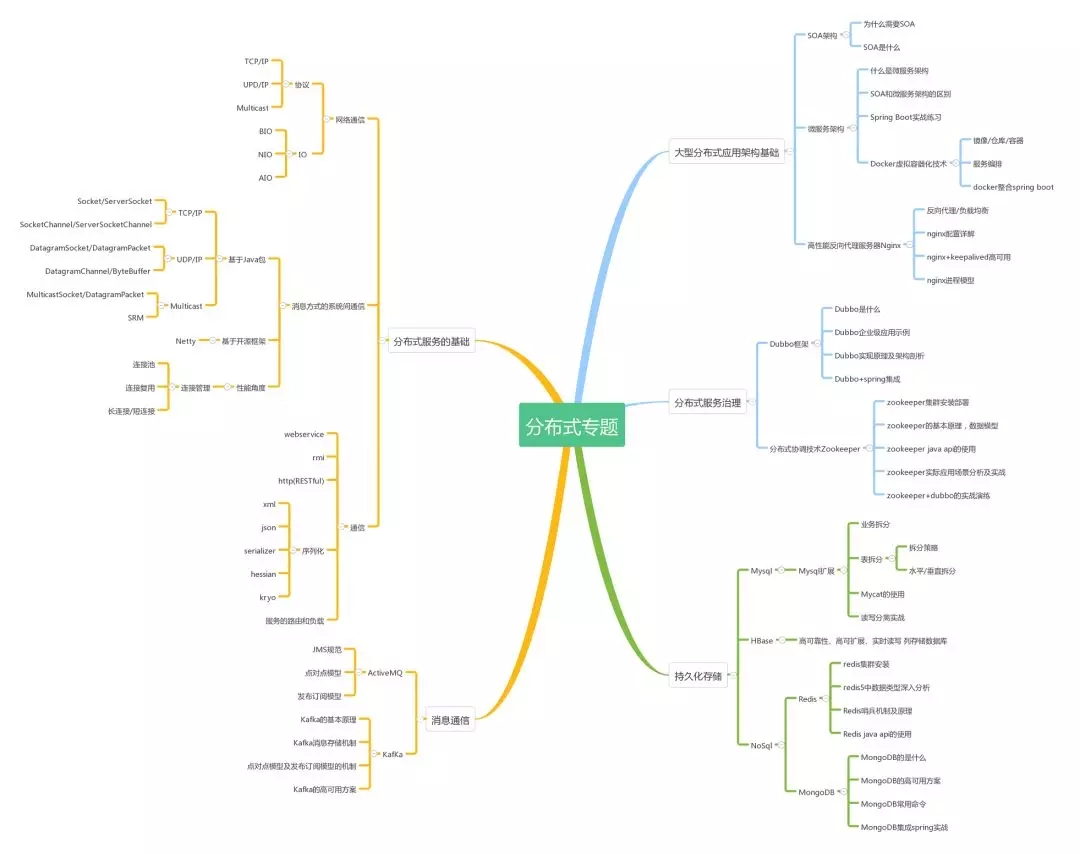 分布式专题
大型分布式应用架构基础
SOA架构
为什么需要SOA
SOA是什么
微服务架构
什么是微服务架构
SOA和微服务架构的区别
Spring Boot实战练习
Docker虚拟容器化技术
镜像/仓库/容器
服务编排
docker整合spring boot
高性能反向代理服务器Nginx
反向代理/负载均衡
nginx配置详解
nginx+keepalived高可用
nginx进程模型
分布式服务治理
Dubbo框架
Dubbo是什么
Dubbo企业级应用示例
Dubbo实现原理及架构剖析
Dubbo+spring集成
分布式协调技术Zookeeper
zookeeper集群安装部署
zookeeper的基本原理，数据模型
zookeeper java api的使用
zookeeper实际应用场景分析及实战
zookeeper+dubbo的实战演练
持久化存储
Mysql
Mysql扩展
业务拆分
表拆分
拆分策略
水平/垂直拆分
Mycat的使用
读写分离实战
HBase
高可靠性、高可扩展、实时读写 列存储数据库
NoSql
Redis
redis集群安装
redis5中数据类型深入分析
Redis哨兵机制及原理
Redis java api的使用
MongoDB
MongoDB的是什么
MongoDB的高可用方案
MongoDB常用命令
MongoDB集成spring实战
分布式服务的基础
网络通信
协议
TCP/IP
UPD/IP
Multicast
IO
BIO
NIO
AIO
消息方式的系统间通信
基于Java包
TCP/IP
Socket/ServerSocket
SocketChannel/ServerSocketChannel
UDP/IP
DatagramSocket/DatagramPacket
DatagramChannel/ByteBuffer
Multicast
MulticastSocket/DatagramPacket
SRM
基于开源框架
Netty
性能角度
连接管理
连接池
连接复用
长连接/短连接
通信
webservice
rmi
http(RESTful)
序列化
xml
json
serializer
hessian
kryo
服务的路由和负载
消息通信
ActiveMQ
JMS规范
点对点模型
发布订阅模型
KafKa
Kafka的基本原理
Kafka消息存储机制
点对点模型及发布订阅模型的机制
Kafka的高可用方案